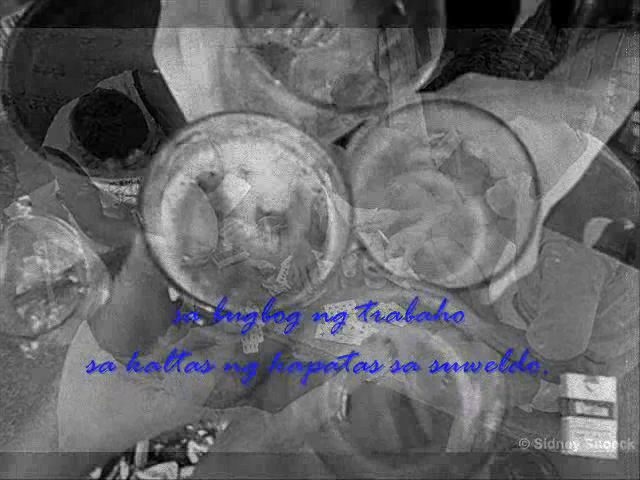 sa bugbog ng trabaho
sa kaltas ng kapatas sa suweldo.
© Sidney Snoeck